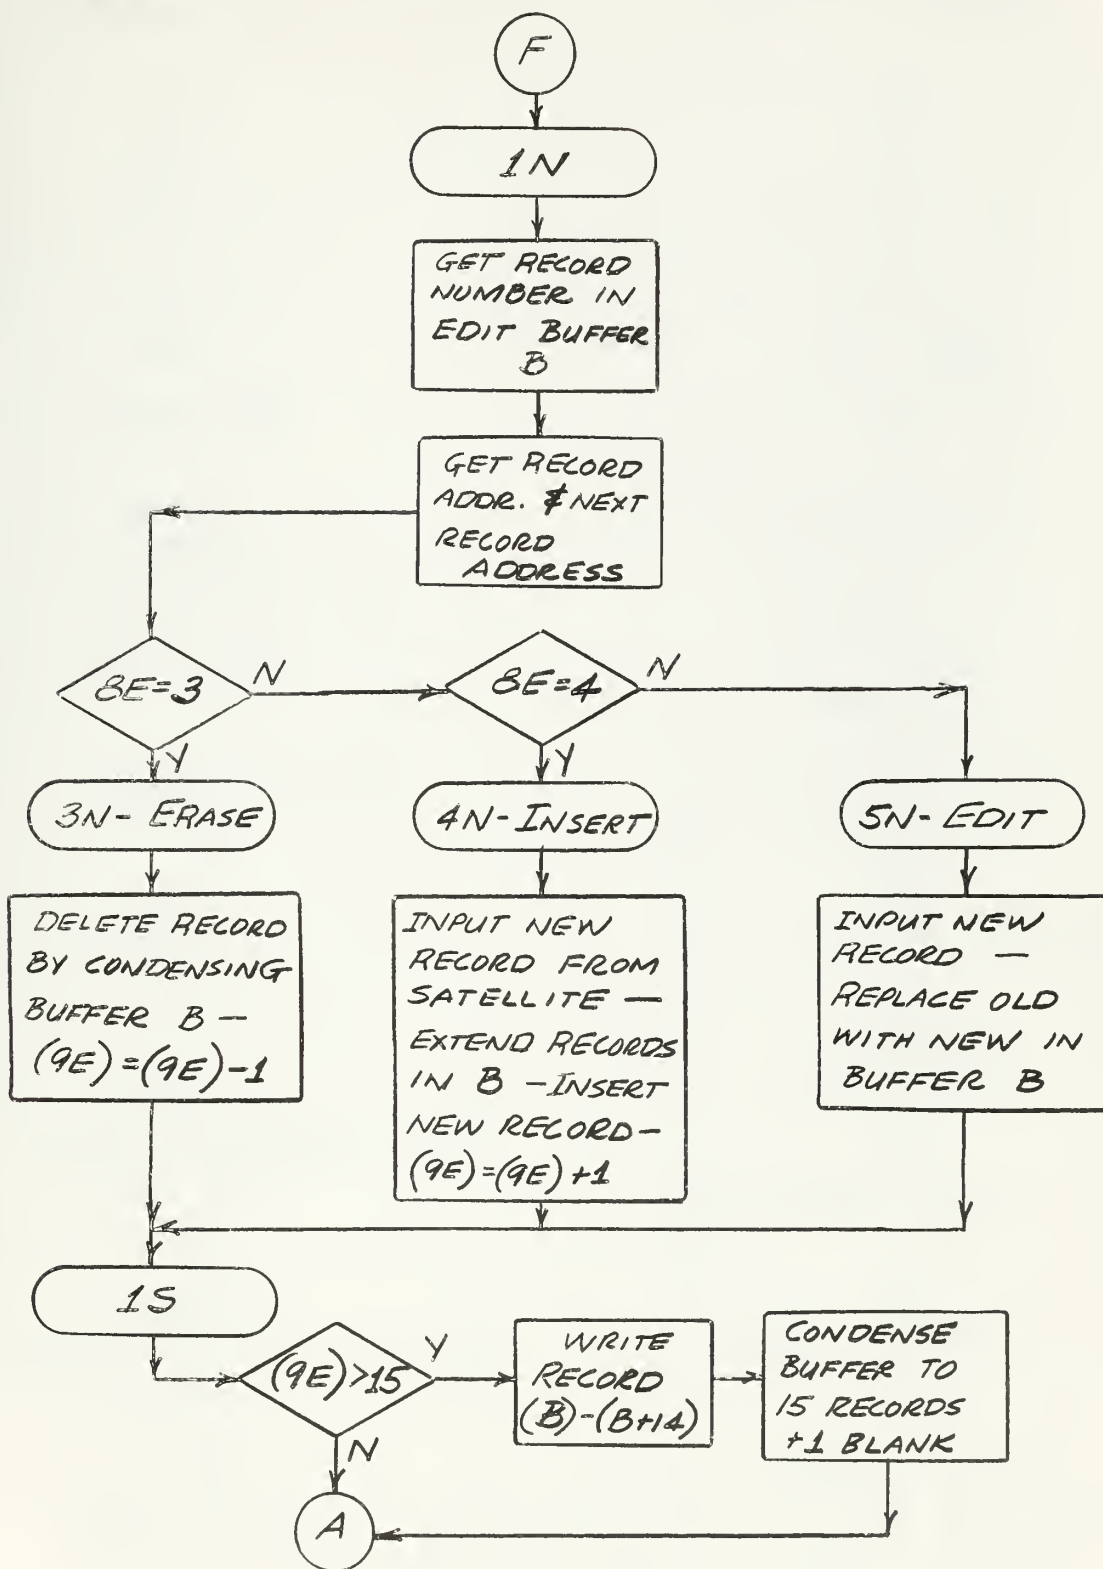 F
1N
GET RECORD
NUMBER IN
EDIT BUFFER
B
GET RECORD
ADDR. & NEXT
RECORD
ADDRESS
8E=3
N
8E=4
N
Y
Y
3N- ERASE
4N- INSERT
5N- EDIT
DELETE RECORD
BY CONDENSING
BUFFER B —
(9E)=(9E)-1
INPUT NEW
RECORD FROM
SATELLITE —
EXTEND RECORDS
IN B - INSERT
NEW RECORD -
(9E)=(9E)+1
INPUT NEW
RECORD —
REPLACE OLD
WITH NEW IN
BUFFER B
1S
(9E)>15
Y
N
WRITE
RECORD
(B)-(B+14)
CONDENSE
BUFFER TO
15 RECORDS
+1 BLANK
A